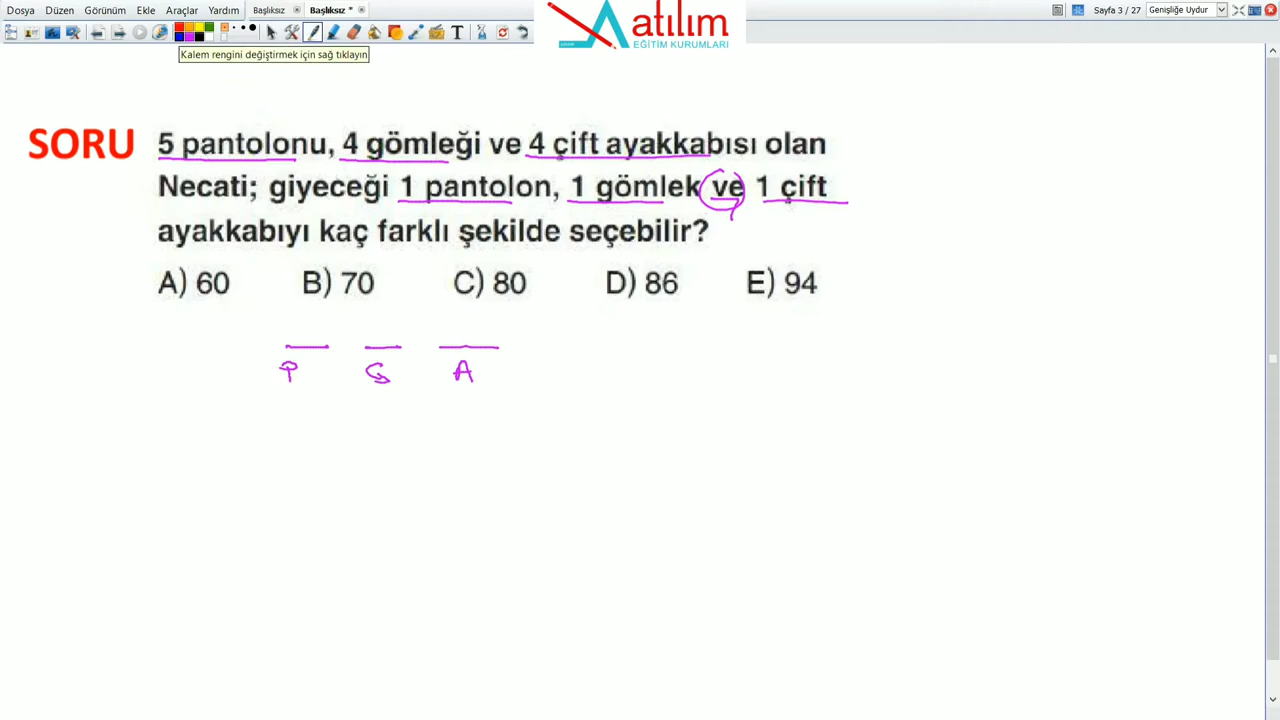 Dosya Düzen Görünüm Ekle Araçlar Yardım Başlıksız Başlıksız * Sayfa 3 / 27 Genişliğe Uydur
Kalem rengini değiştirmek için sağ tıklayın
atılım
EĞİTİM KURUMLARI
SORU 5 pantolonu, 4 gömleği ve 4 çift ayakkabısı olan
Necati; giyeceği 1 pantolon, 1 gömlek ve 1 çift
ayakkabıyı kaç farklı şekilde seçebilir?
A) 60 B) 70 C) 80 D) 86 E) 94
P G A